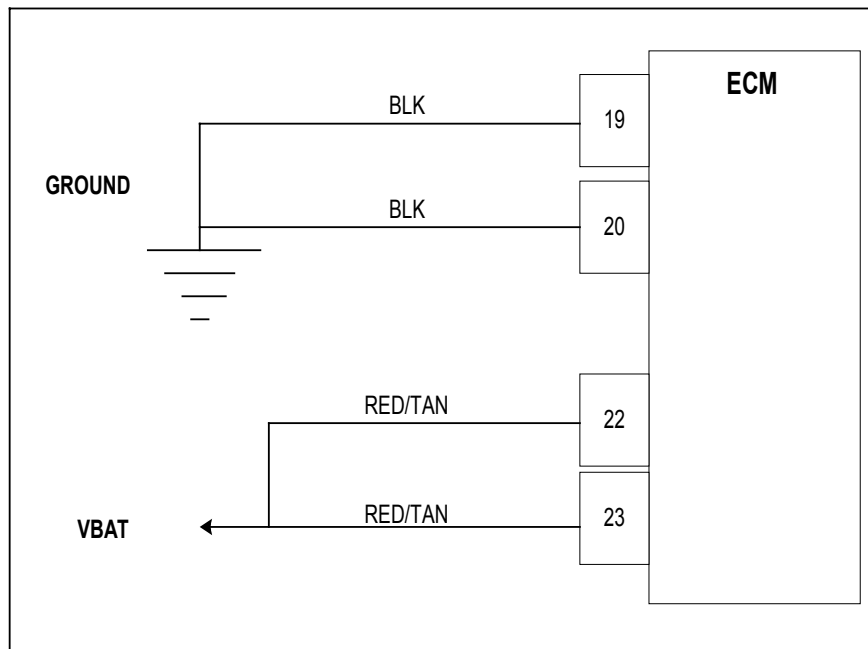 ECM
BLK
19
GROUND
BLK
20
RED/TAN
22
VBAT
RED/TAN
23